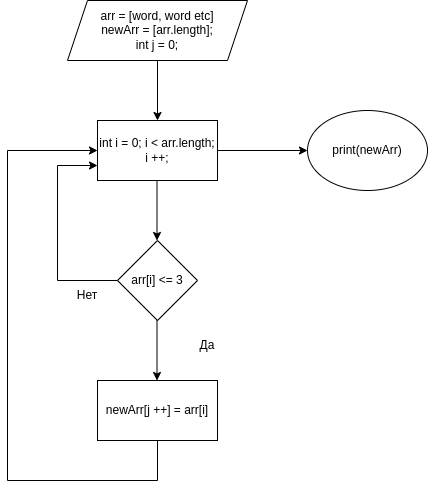 arr = [word, word etc]
newArr = [arr.length];
int j = 0;
int i = 0; i < arr.length;
i ++;
print(newArr)
arr[i] <= 3
Нет
Да
newArr[j ++] = arr[i]